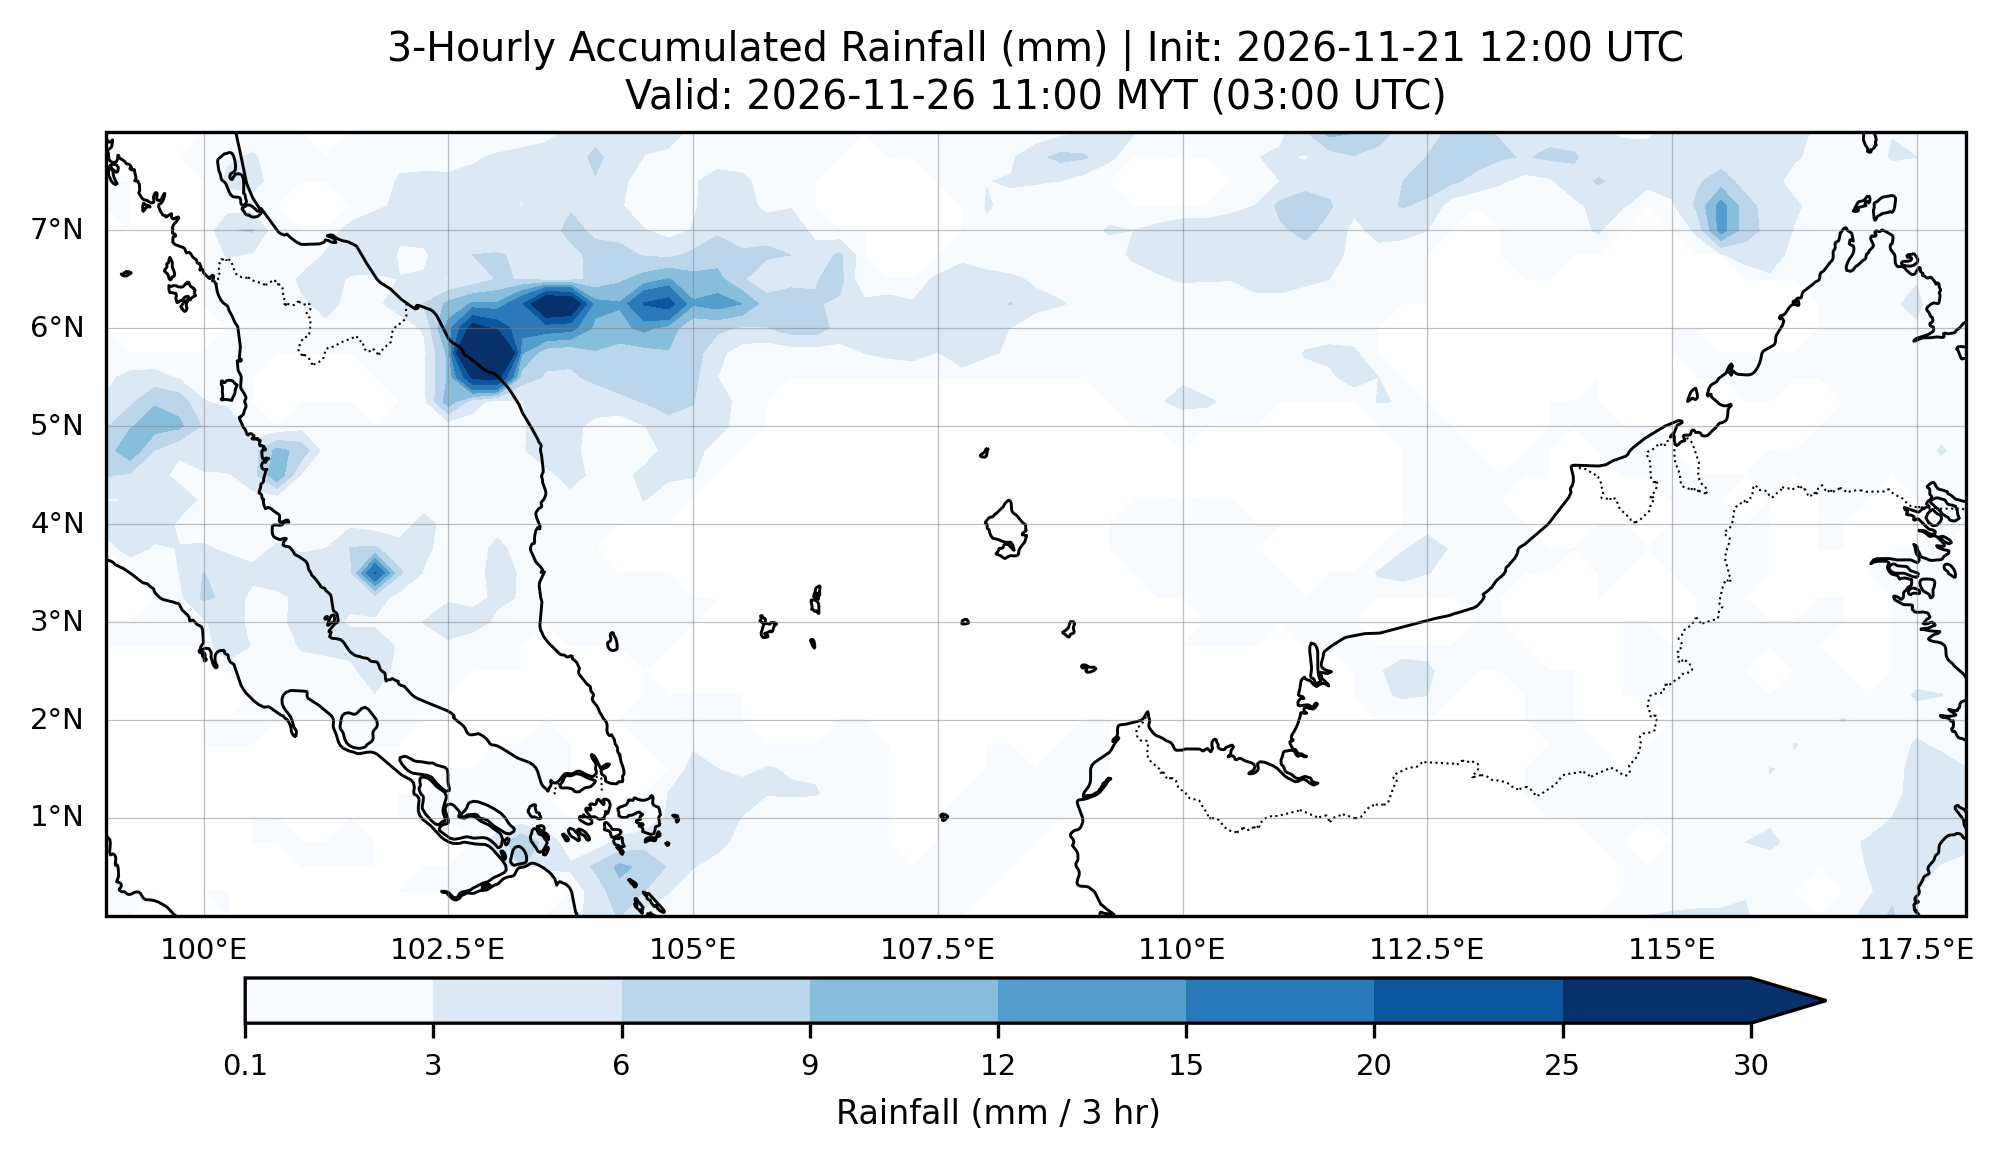 3-Hourly Accumulated Rainfall (mm) | Init: 2026-11-21 12:00 UTC
Valid: 2026-11-26 11:00 MYT (03:00 UTC)
7°N
6°N
5°N
4°N
3°N
2°N
1°N
100°E 102.5°E 105°E 107.5°E 110°E 112.5°E 115°E 117.5°E
0.1 3 6 9 12 15 20 25 30
Rainfall (mm / 3 hr)